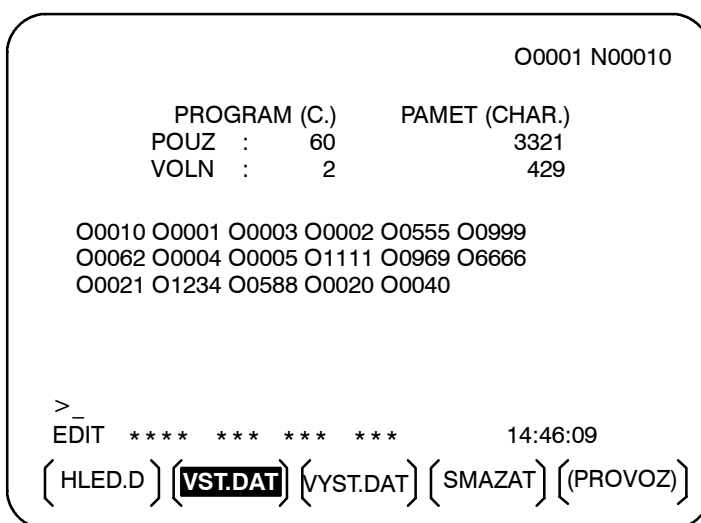 O0001 N00010
PROGRAM (C.) PAMET (CHAR.)
POUZ : 60 3321
VOLN : 2 429
O0010 O0001 O0003 O0002 O0555 O0999
O0062 O0004 O0005 O1111 O0969 O6666
O0021 O1234 O0588 O0020 O0040
>_
EDIT **** *** *** *** 14:46:09
HLED.D VST.DAT VYST.DAT SMAZAT (PROVOZ)